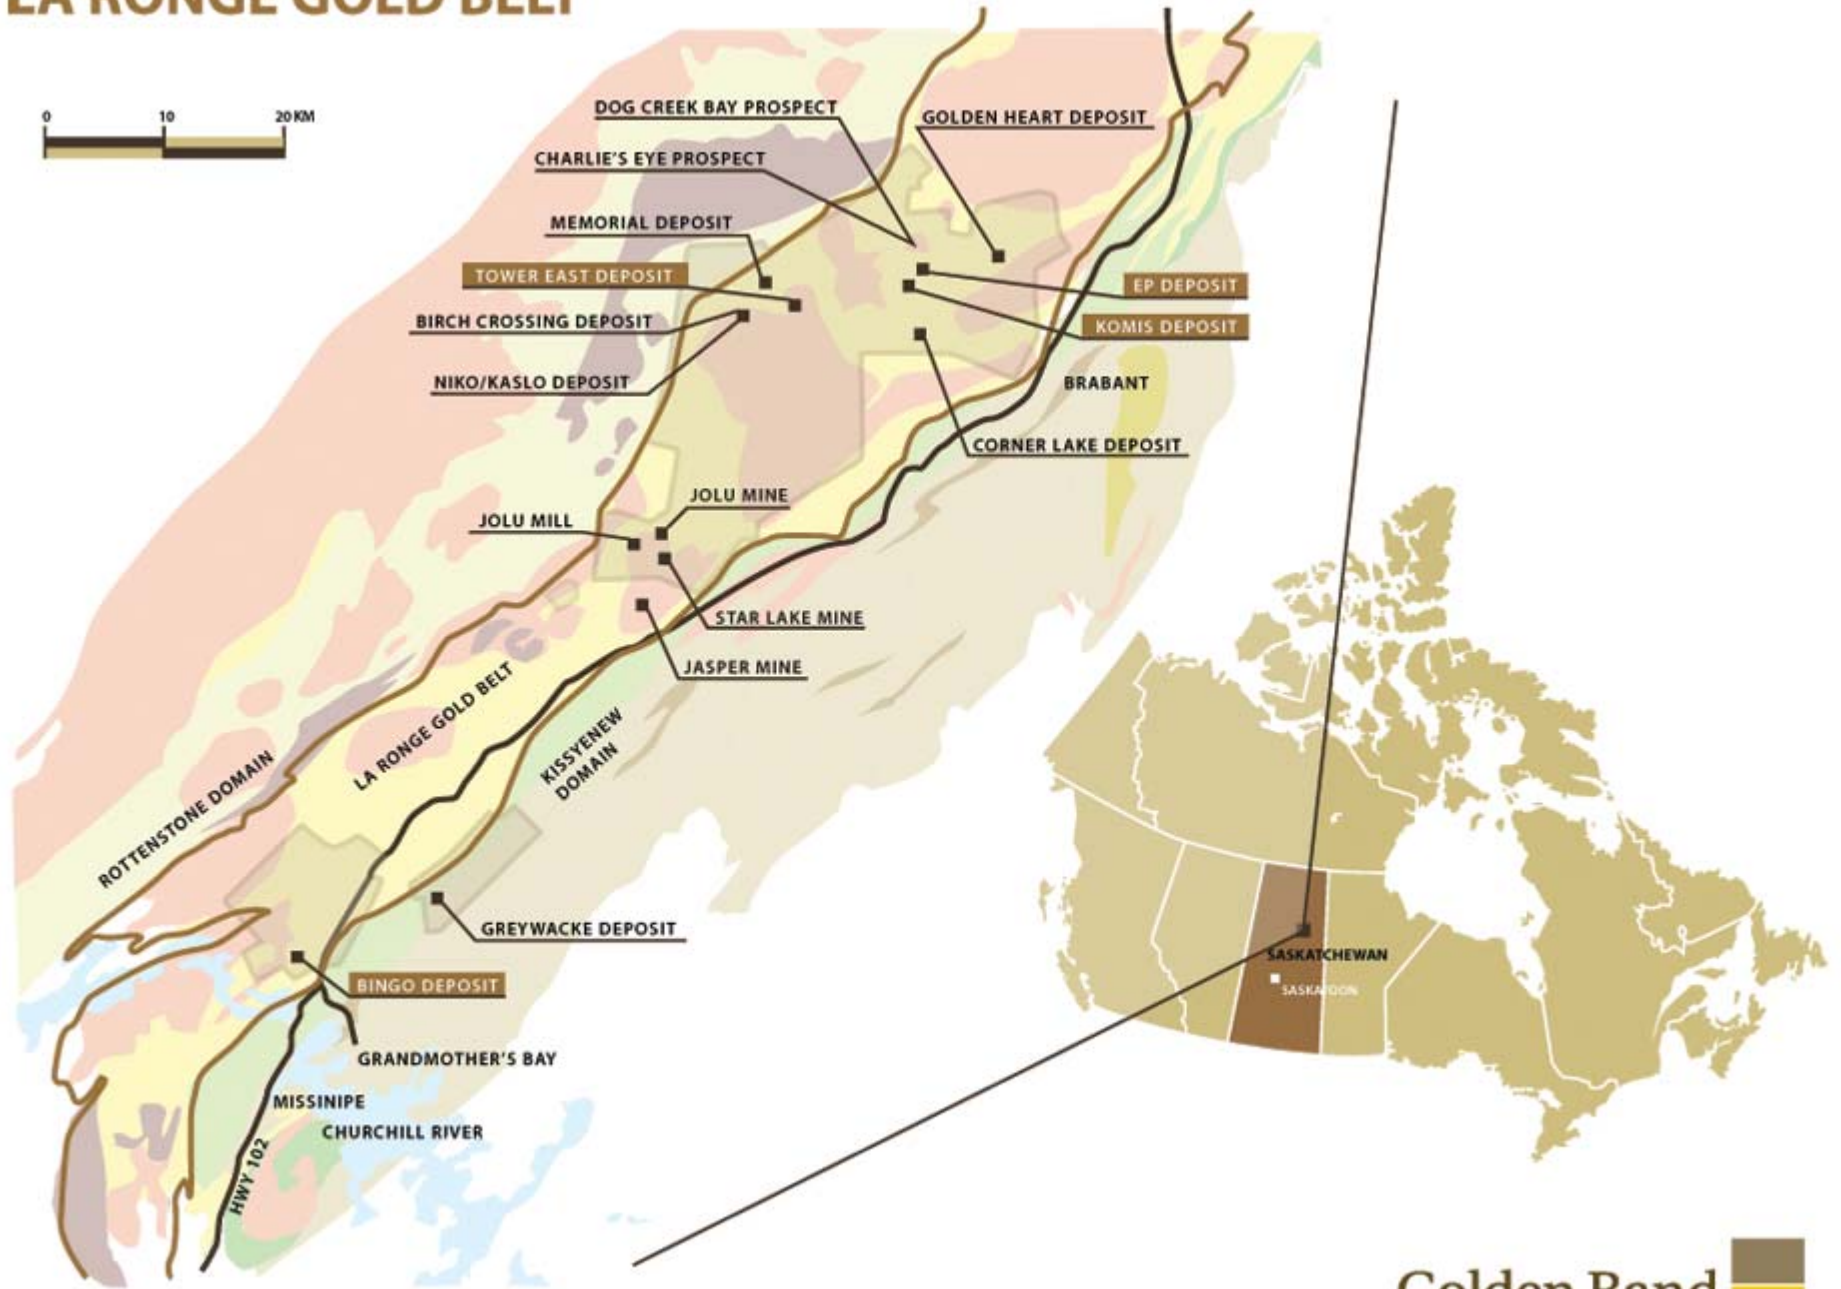 LA RONGE GOLD BELT
0 10 20 KM
DOG CREEK BAY PROSPECT
GOLDEN HEART DEPOSIT
CHARLIE'S EYE PROSPECT
MEMORIAL DEPOSIT
TOWER EAST DEPOSIT
EP DEPOSIT
BIRCH CROSSING DEPOSIT
KOMIS DEPOSIT
NIKO/KASLO DEPOSIT
BRABANT
CORNER LAKE DEPOSIT
JOLU MINE
JOLU MILL
STAR LAKE MINE
JASPER MINE
LA RONGE GOLD BELT
KISSYENEW
DOMAIN
ROTTENSTONE DOMAIN
GREYWACKE DEPOSIT
BINGO DEPOSIT
GRANDMOTHER'S BAY
MISSINIPE
CHURCHILL RIVER
HWY 102
SASKATCHEWAN
SASKATOON
Golden Band